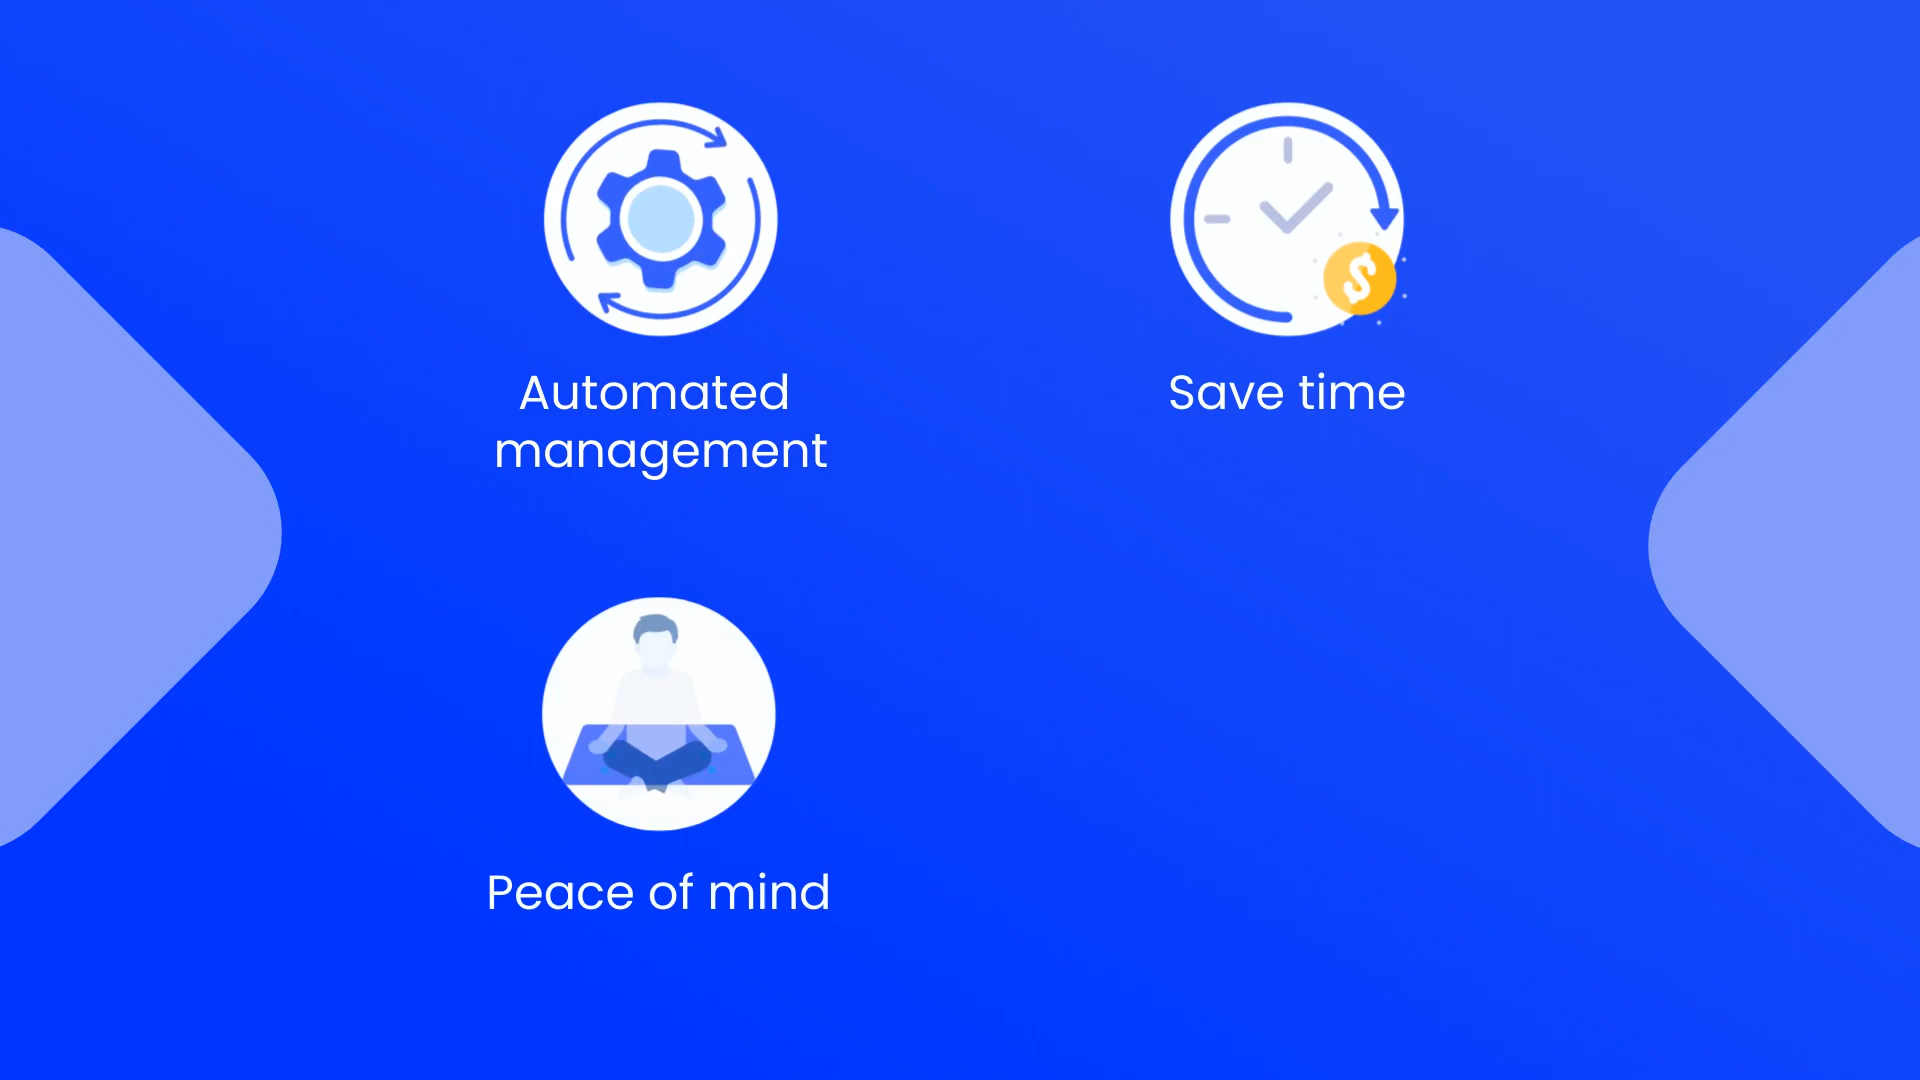 Automated
management
Save time
$
Peace of mind